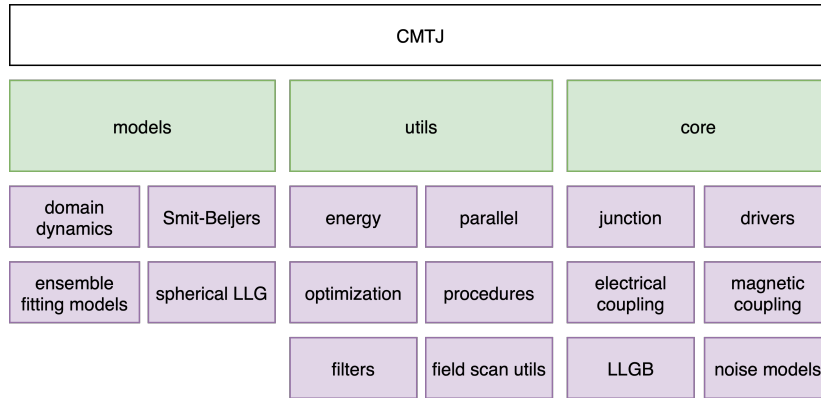 CMTJ
models
utils
core
domain
dynamics
Smit-Beljers
energy
parallel
junction
drivers
ensemble
fitting models
spherical LLG
optimization
procedures
electrical
coupling
magnetic
coupling
filters
field scan utils
LLGB
noise models